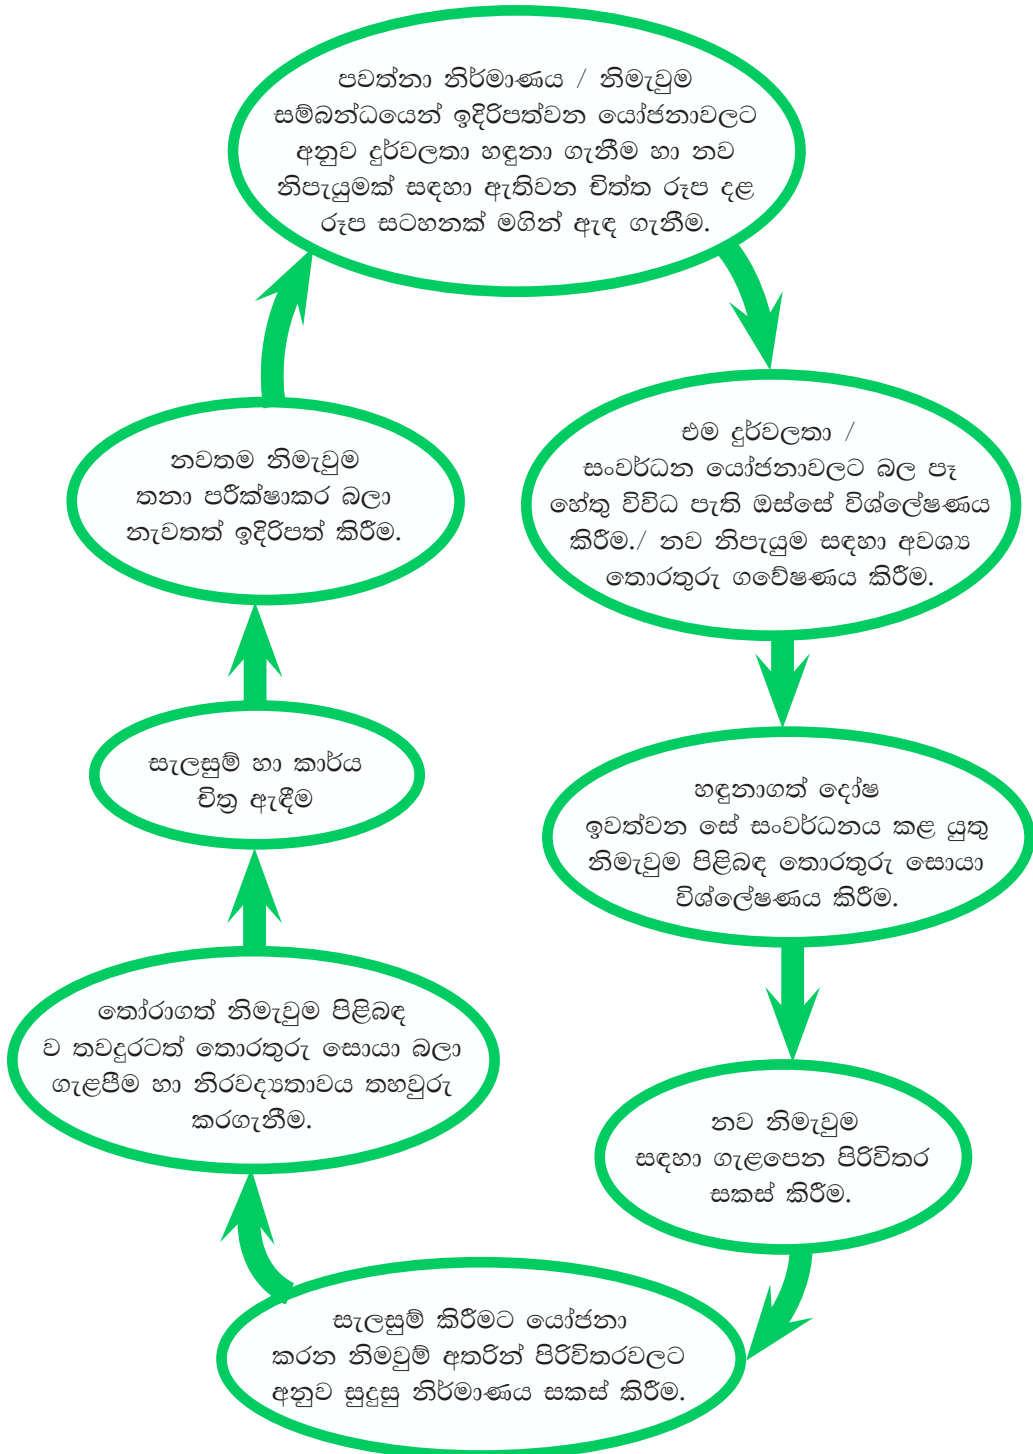 පවත්නා නිර්මාණය / නිමැවුම
සම්බන්ධයෙන් ඉදිරිපත්වන යෝජනාවලට
අනුව දුර්වලතා හඳුනා ගැනීම හා නව
නිපැයුමක් සඳහා ඇතිවන චිත්ත රූප දළ
රූප සටහනක් මගින් ඇඳ ගැනීම.
එම දුර්වලතා /
සංවර්ධන යෝජනාවලට බල පෑ
හේතු විවිධ පැති ඔස්සේ විශ්ලේෂණය
කිරීම./ නව නිපැයුම සඳහා අවශ්‍ය
තොරතුරු ගවේෂණය කිරීම.
හඳුනාගත් දෝෂ
ඉවත්වන සේ සංවර්ධනය කළ යුතු
නිමැවුම පිළිබඳ තොරතුරු සොයා
විශ්ලේෂණය කිරීම.
නව නිමැවුම
සඳහා ගැළපෙන පිරිවිතර
සකස් කිරීම.
සැලසුම් කිරීමට යෝජනා
කරන නිමවුම් අතරින් පිරිවිතරවලට
අනුව සුදුසු නිර්මාණය සකස් කිරීම.
තෝරාගත් නිමැවුම පිළිබඳ
ව තවදුරටත් තොරතුරු සොයා බලා
ගැළපීම හා නිරවද්‍යතාවය තහවුරු
කරගැනීම.
සැලසුම් හා කාර්ය
චිත්‍ර ඇඳීම
නවතම නිමැවුම
තනා පරීක්ෂාකර බලා
නැවතත් ඉදිරිපත් කිරීම.